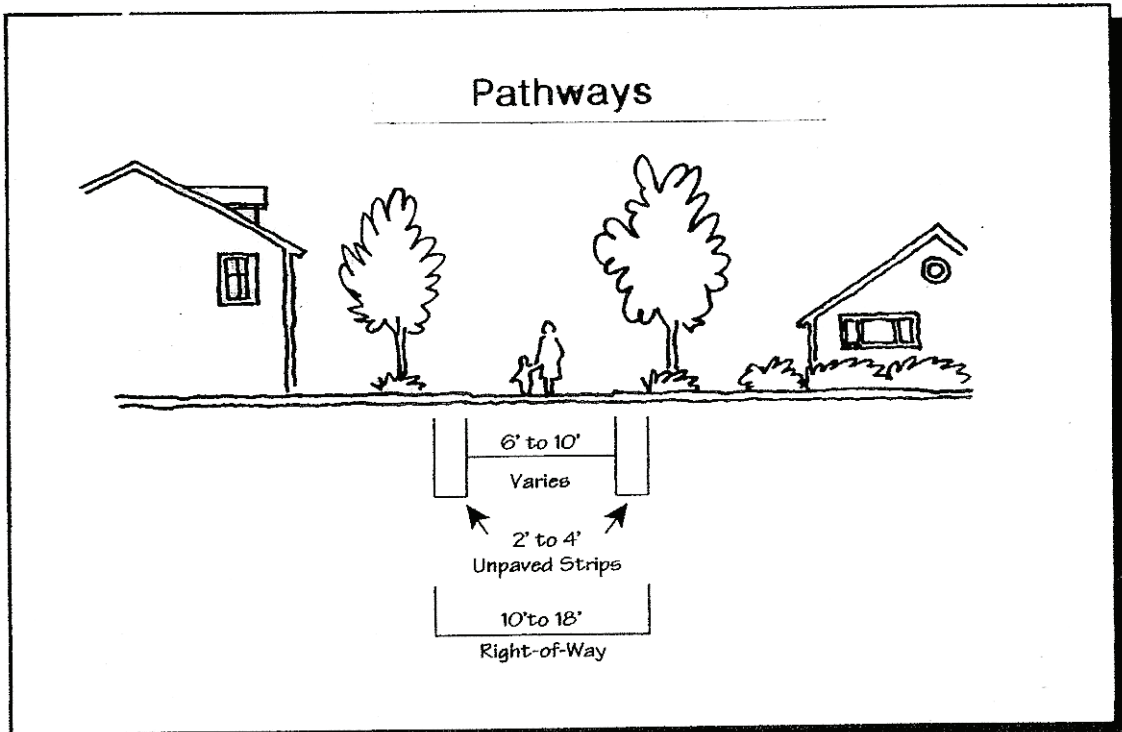 Pathways
6' to 10'
Varies
2' to 4'
Unpaved Strips
10'to 18'
Right-of-Way